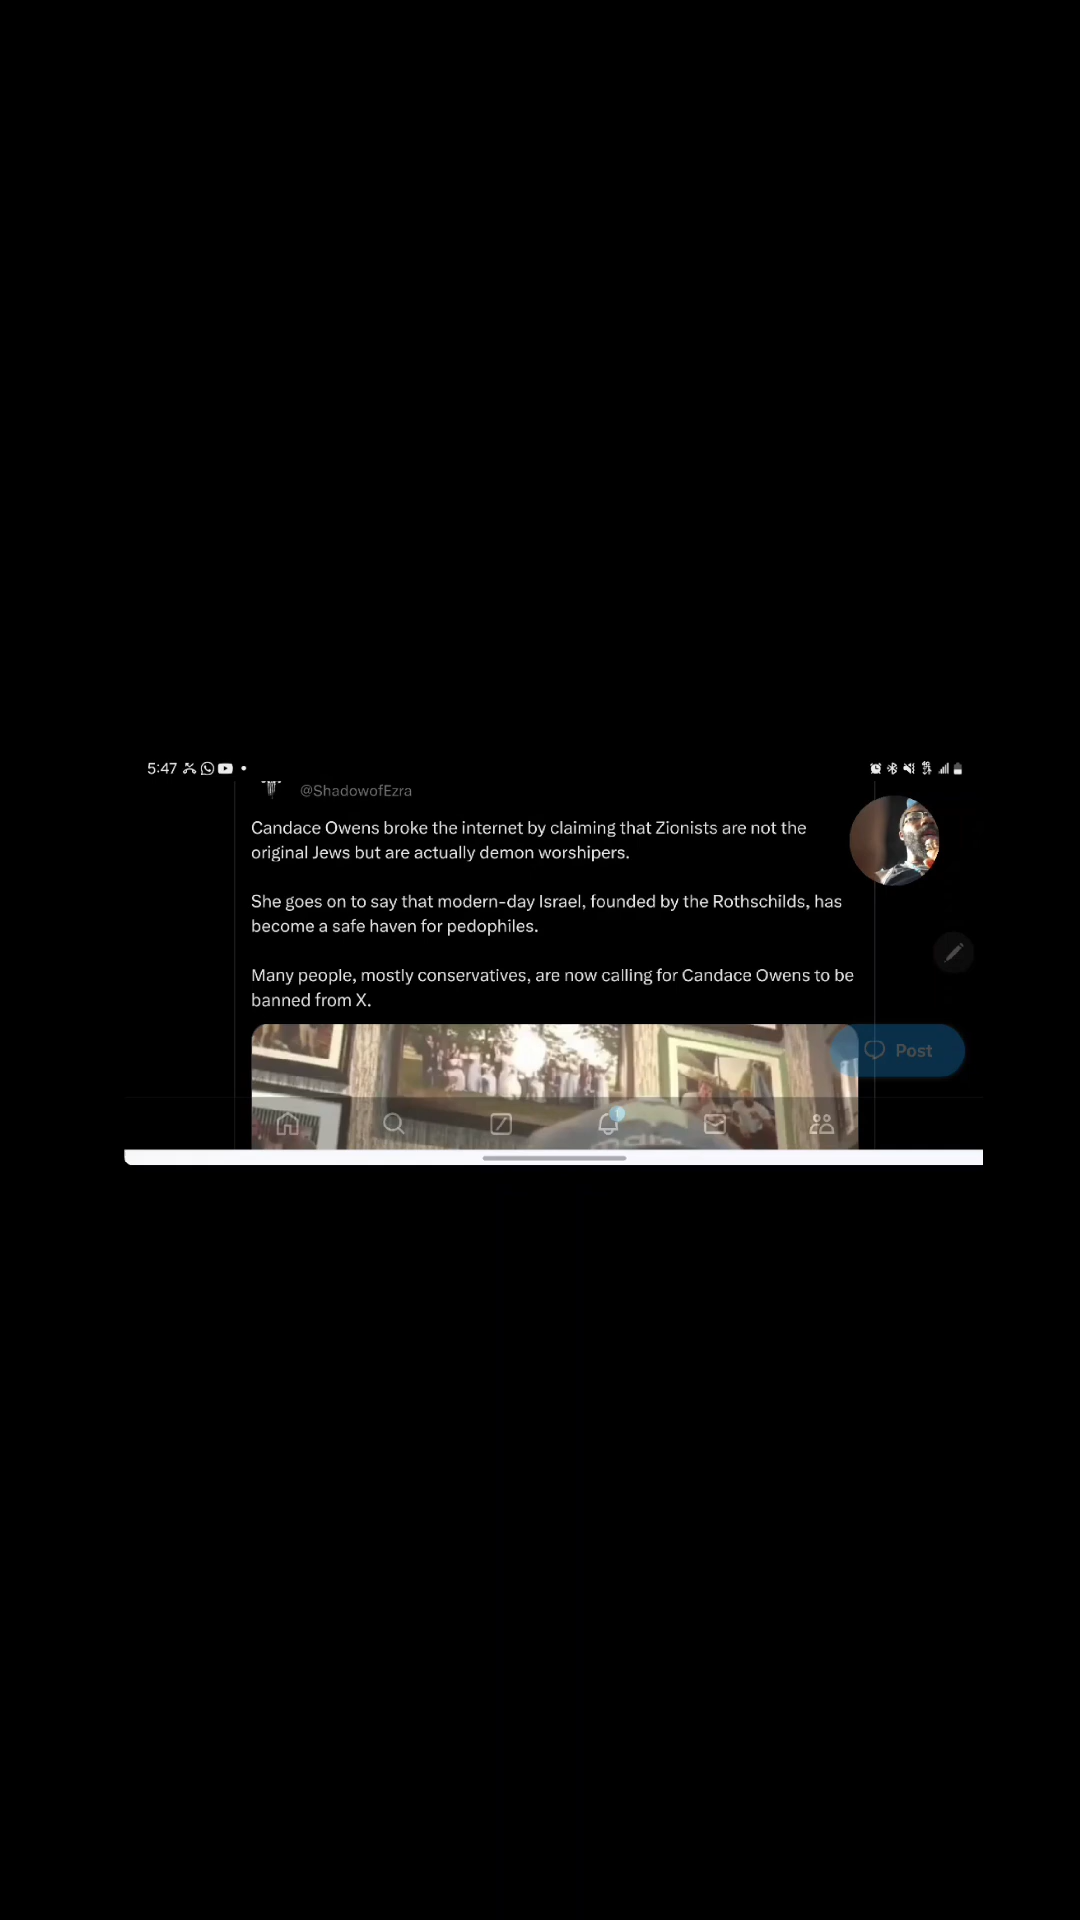 5:47
@ShadowofEzra
Candace Owens broke the internet by claiming that Zionists are not the
original Jews but are actually demon worshipers.
She goes on to say that modern-day Israel, founded by the Rothschilds, has
become a safe haven for pedophiles.
Many people, mostly conservatives, are now calling for Candace Owens to be
banned from X.
Post